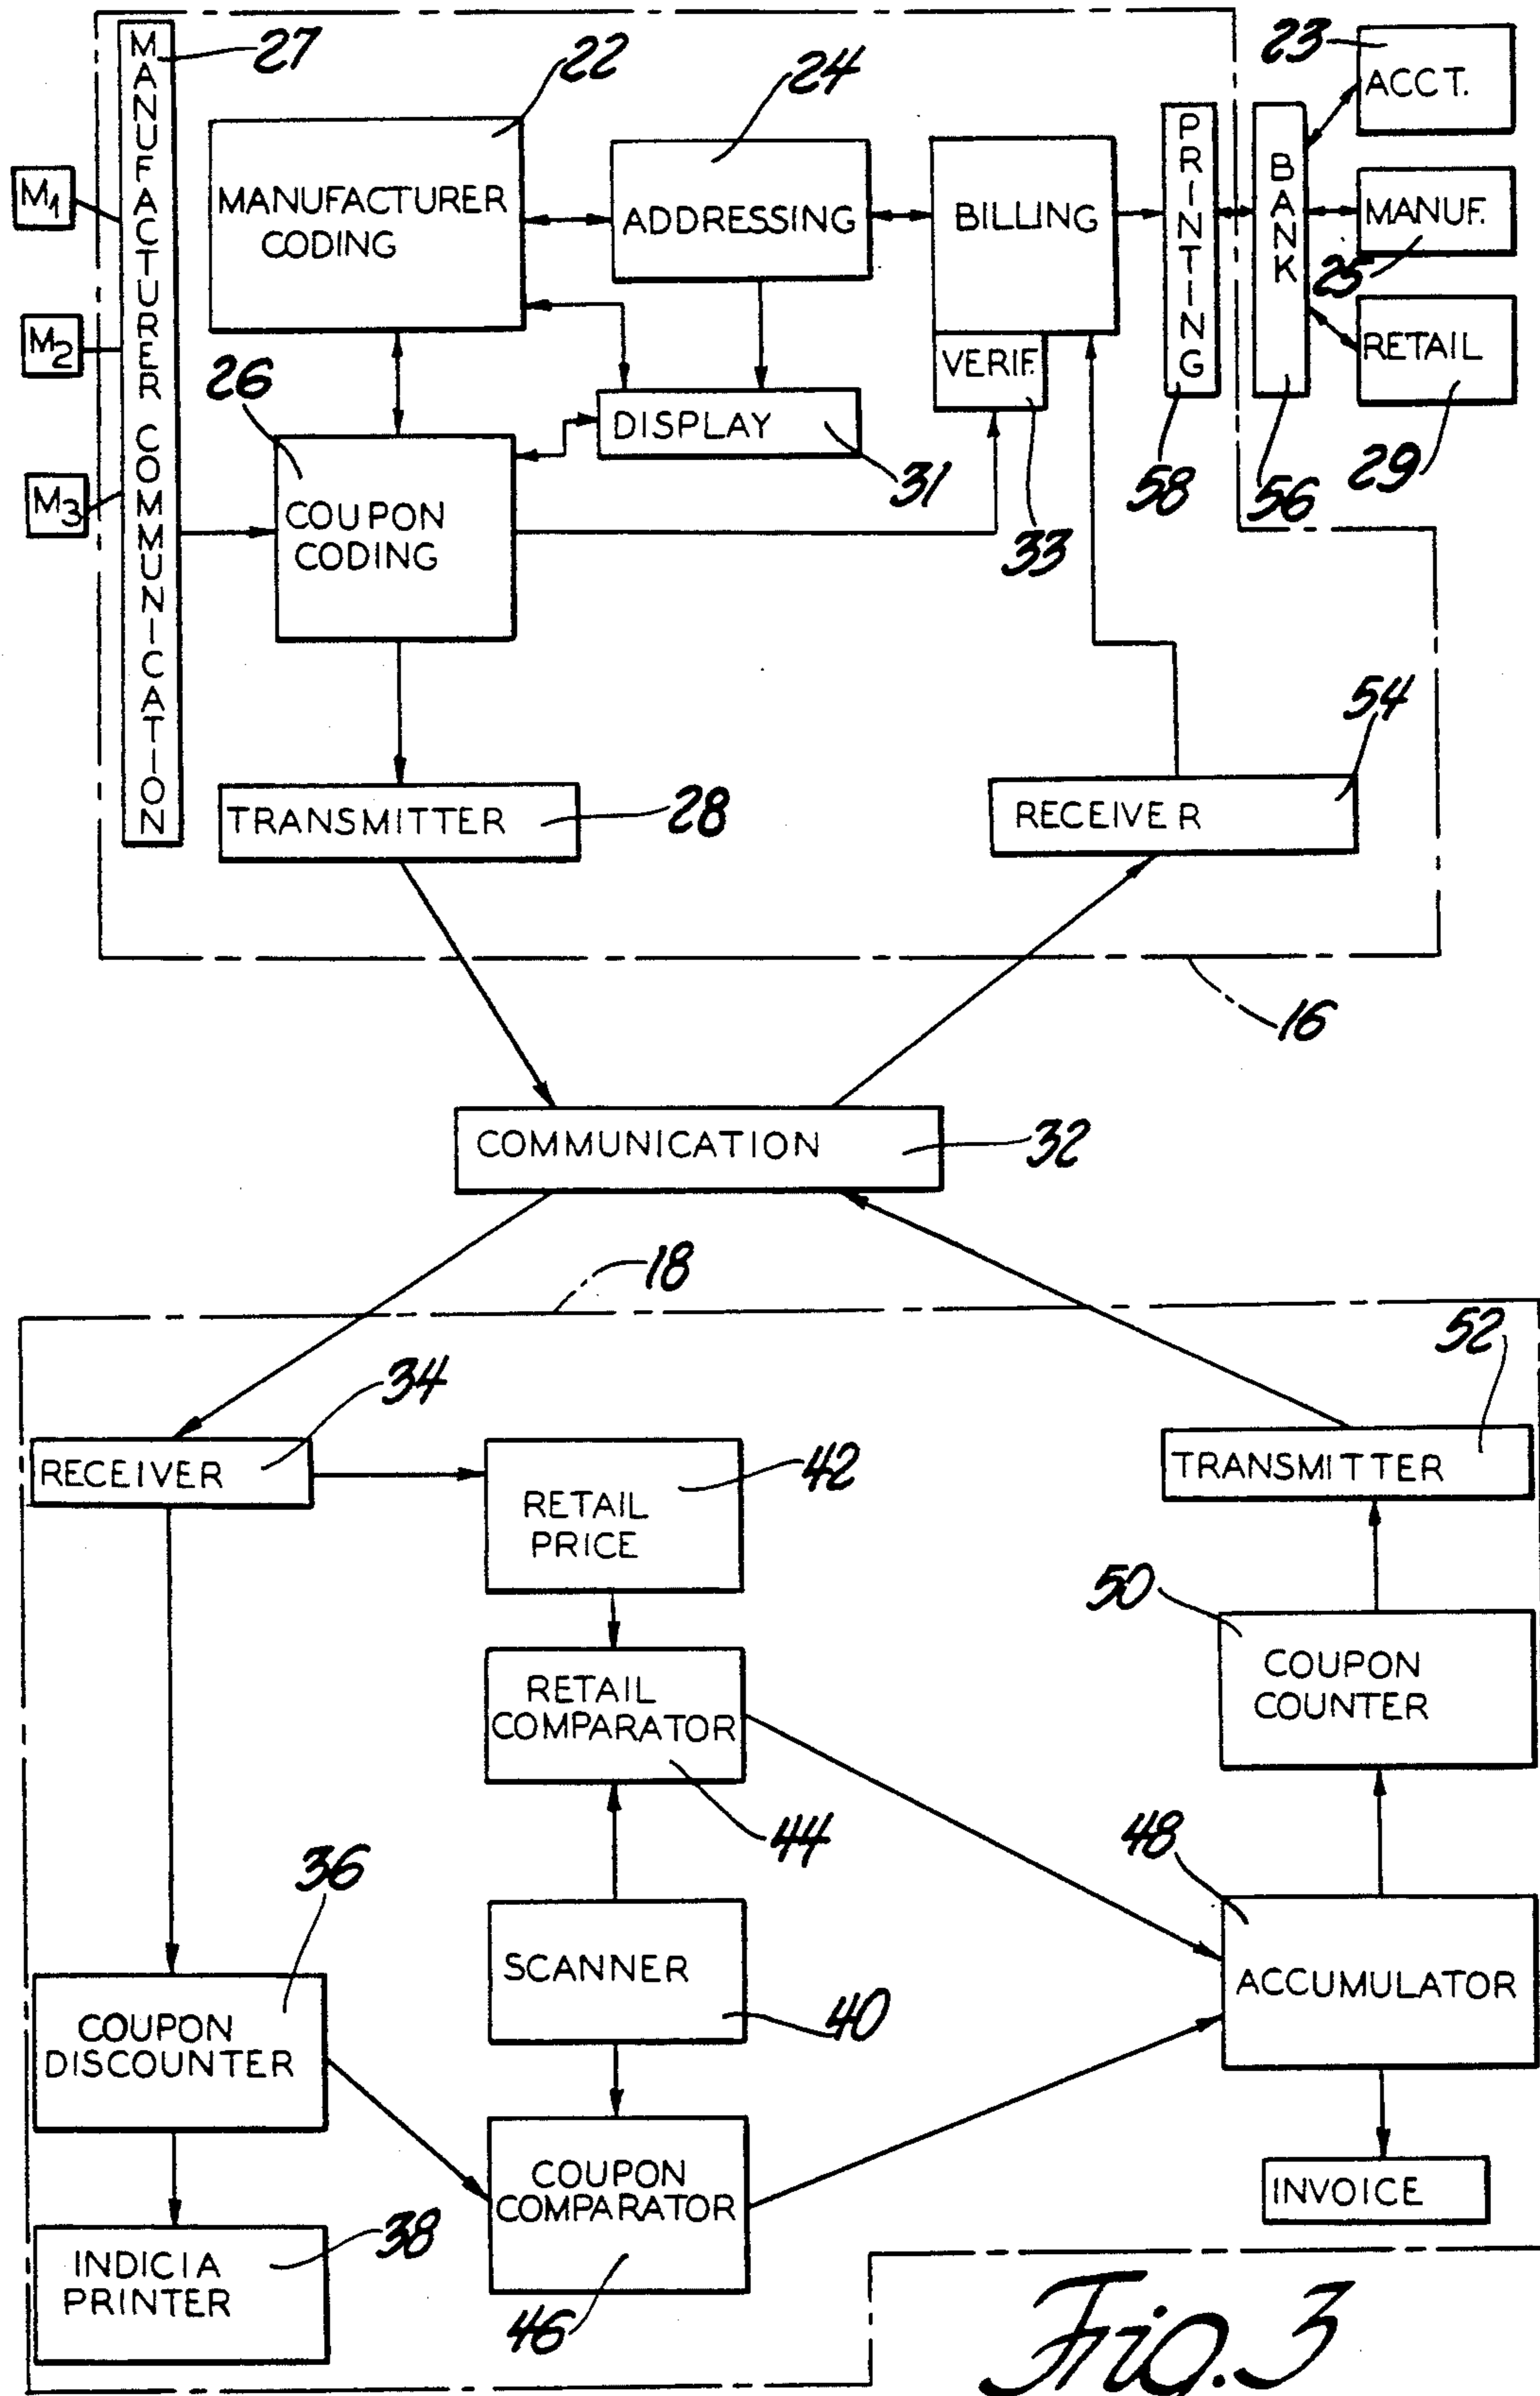 27
22
24
23
ACCT.
M1
M2
M3
MANUFACTURER COMMUNICATION
MANUFACTURER
CODING
ADDRESSING
BILLING
PRINTING
BANK
MANUF.
25
RETAIL
29
VERIF.
33
58
56
26
DISPLAY
31
COUPON
CODING
54
TRANSMITTER
28
RECEIVER
16
COMMUNICATION
32
18
52
34
RECEIVER
42
RETAIL
PRICE
TRANSMITTER
50
COUPON
COUNTER
RETAIL
COMPARATOR
44
48
36
SCANNER
40
ACCUMULATOR
COUPON
DISCOUNTER
COUPON
COMPARATOR
46
INVOICE
INDICIA
PRINTER
38
Fig. 3